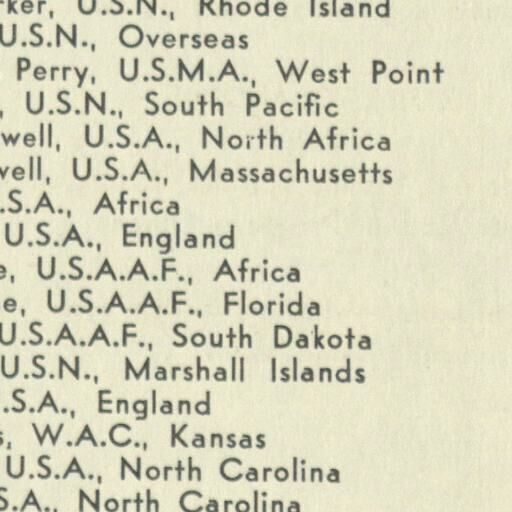 rker, U.S.N., Rhode Island
U.S.N., Overseas
Perry, U.S.M.A., West Point
, U.S.N., South Pacific
well, U.S.A., North Africa
well, U.S.A., Massachusetts
.S.A., Africa
U.S.A., England
e, U.S.A.A.F., Africa
e, U.S.A.A.F., Florida
U.S.A.A.F., South Dakota
U.S.N., Marshall Islands
.S.A., England
s, W.A.C., Kansas
U.S.A., North Carolina
S.A., North Carolina